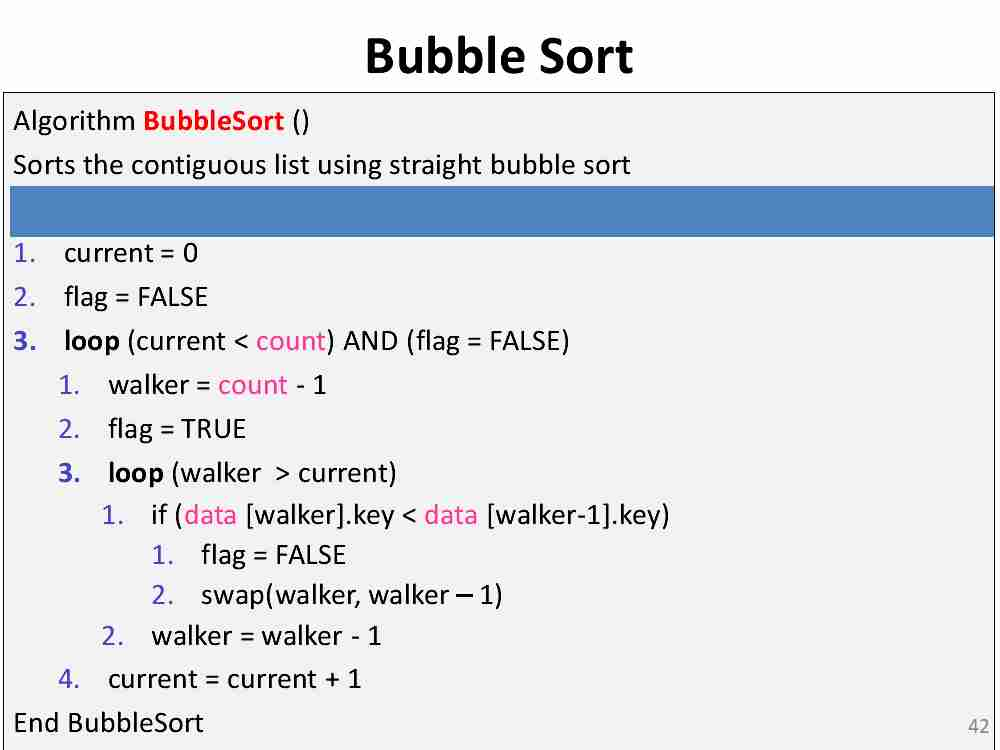 Bubble Sort
Algorithm BubbleSort ()
Sorts the contiguous list using straight bubble sort
1. current = 0
2. flag = FALSE
3. loop (current < count) AND (flag = FALSE)
1. walker = count - 1
2. flag = TRUE
3. loop (walker > current)
1. if (data [walker].key < data [walker-1].key)
1. flag = FALSE
2. swap(walker, walker – 1)
2. walker = walker - 1
4. current = current + 1
End BubbleSort
42